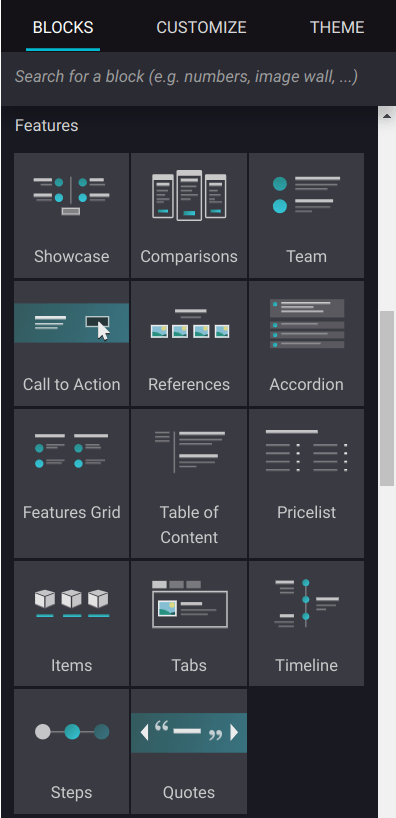 BLOCKS CUSTOMIZE THEME
Search for a block (e.g. numbers, image wall, ...)
Features
Showcase Comparisons Team
Call to Action References Accordion
Features Grid Table of Content Pricelist
Items Tabs Timeline
Steps Quotes